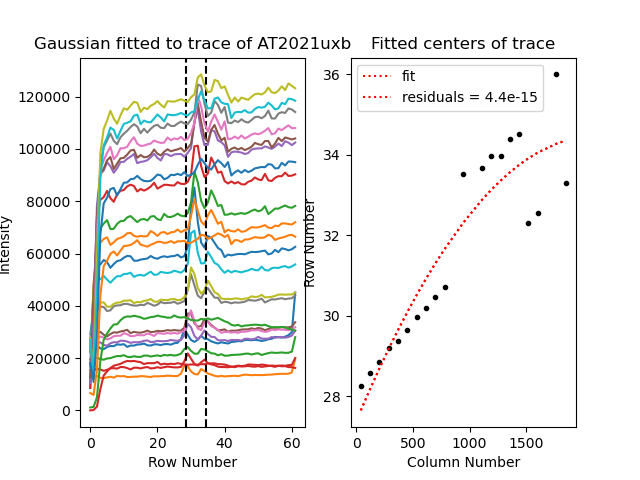 Gaussian fitted to trace of AT2021uxb
Intensity
120000
100000
80000
60000
40000
20000
0
0 20 40 60
Row Number
Fitted centers of trace
Row Number
36
34
32
30
28
fit
residuals = 4.4e-15
0 500 1000 1500
Column Number